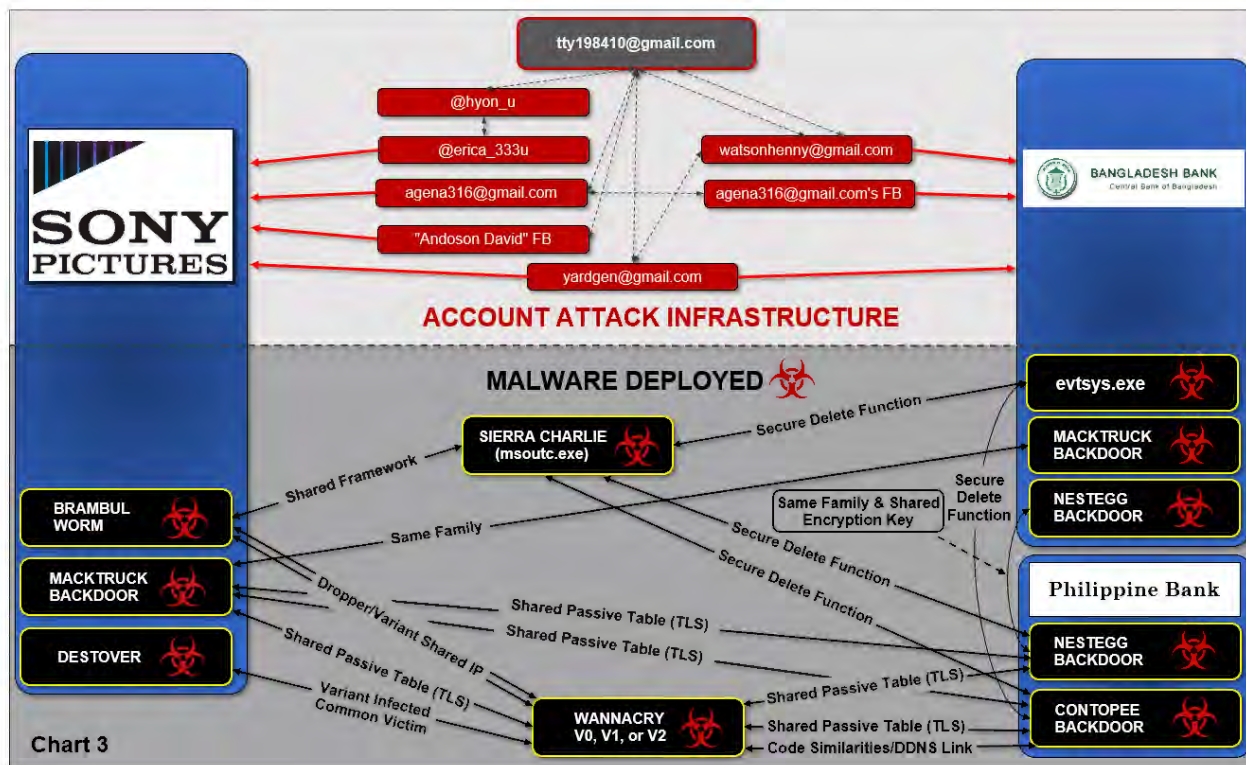 tty198410@gmail.com
@hyon_u
@erica_333u
watsonhenny@gmail.com
agena316@gmail.com
agena316@gmail.com's FB
"Andoson David" FB
yardgen@gmail.com
SONY
PICTURES
BANGLADESH BANK
Central Bank of Bangladesh
ACCOUNT ATTACK INFRASTRUCTURE
MALWARE DEPLOYED
evtsys.exe
Secure Delete Function
SIERRA CHARLIE
(msoutc.exe)
MACKTRUCK
BACKDOOR
Shared Framework
Secure
Delete
Function
Same Family & Shared
Encryption Key
NESTEGG
BACKDOOR
BRAMBUL
WORM
Same Family
Secure Delete Function
Secure Delete Function
MACKTRUCK
BACKDOOR
Philippine Bank
Dropper/Variant Shared IP
Shared Passive Table (TLS)
Shared Passive Table (TLS)
DESTOVER
Shared Passive Table (TLS)
NESTEGG
BACKDOOR
Variant Infected
Common Victim
Shared Passive Table (TLS)
WANNACRY
V0, V1, or V2
Shared Passive Table (TLS)
CONTOPEE
BACKDOOR
Code Similarities/DDNS Link
Chart 3